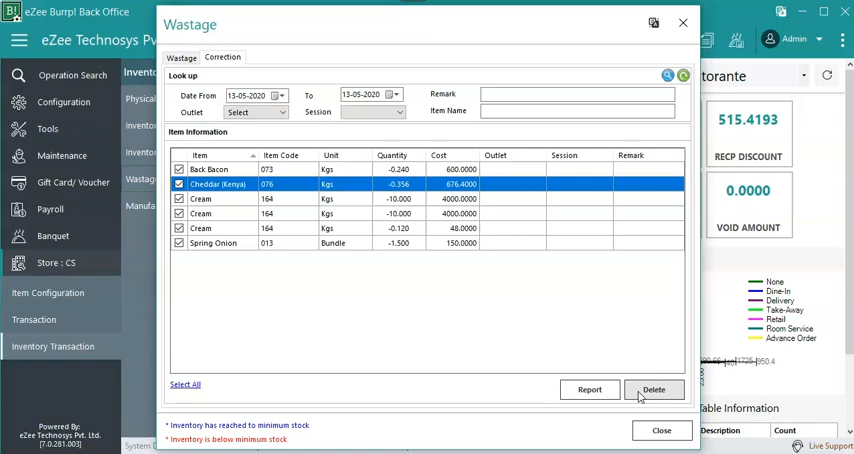 B! eZee Burrp! Back Office
eZee Technosys Pv
Admin
Operation Search
Configuration
Tools
Maintenance
Gift Card/ Voucher
Payroll
Banquet
Store : CS
Item Configuration
Transaction
Inventory Transaction
Powered By:
eZee Technosys Pvt. Ltd.
[7.0.281.003]
Invento
Physical
Invento
Invento
Wastag
Manufa
System D
Wastage
Wastage Correction
Look up
Date From 13-05-2020 To 13-05-2020 Remark
Outlet Select Session Item Name
Item Information
Item Item Code Unit Quantity Cost Outlet Session Remark
Back Bacon 073 Kgs -0.240 600.0000
Cheddar (Kenya) 076 Kgs -0.356 676.4000
Cream 164 Kgs -10.000 4000.0000
Cream 164 Kgs -10.000 4000.0000
Cream 164 Kgs -0.120 48.0000
Spring Onion 013 Bundle -1.500 150.0000
Select All
Report Delete
* Inventory has reached to minimum stock
* Inventory is below minimum stock
Close
torante
515.4193
RECP DISCOUNT
0.0000
VOID AMOUNT
None
Dine-In
Delivery
Take-Away
Retail
Room Service
Advance Order
Table Information
Description Count
Live Support